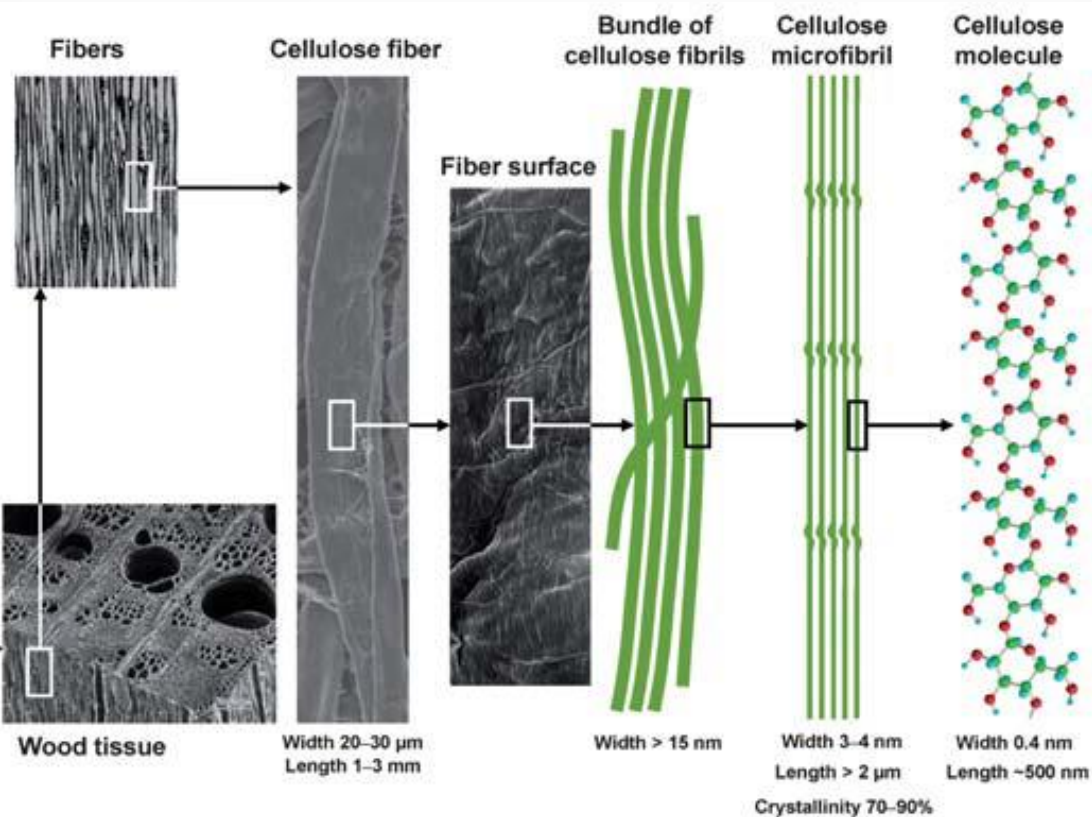 Fibers
Cellulose fiber
Fiber surface
Bundle of
cellulose fibrils
Cellulose
microfibril
Cellulose
molecule
Wood tissue
Width 20–30 µm
Length 1–3 mm
Width > 15 nm
Width 3–4 nm
Length > 2 µm
Crystallinity 70–90%
Width 0.4 nm
Length ~500 nm